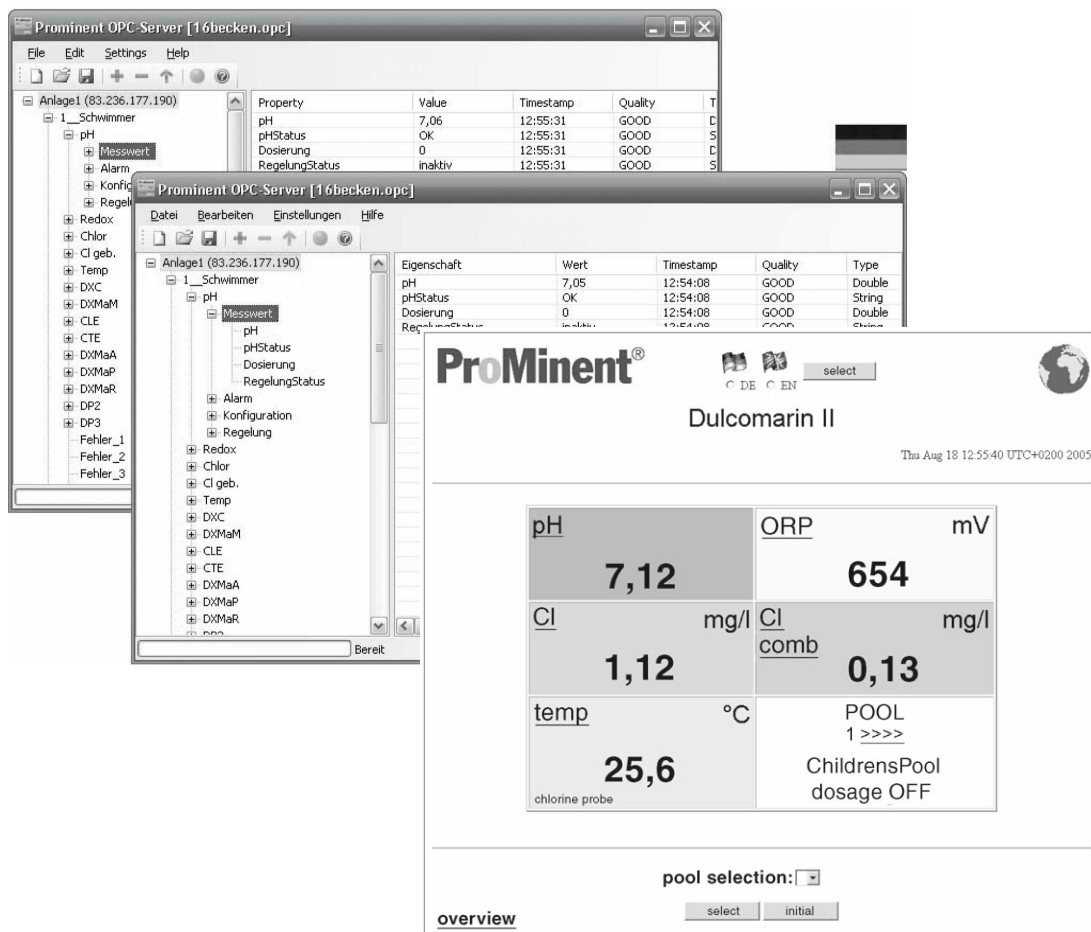 Prominent OPC-Server [16becken.opc]
File Edit Settings Help
Anlage1 (83.236.177.190)
1__Schwimmer
pH
Messwert
Alarm
Redox
Chlor
Cl geb.
Temp
DXC
DXMaM
CLE
CTE
DXMaA
DXMaP
DXMaR
DP2
DP3
Fehler_1
Fehler_2
Fehler_3
Property Value Timestamp Quality
pH 7,06 12:55:31 GOOD
pHStatus OK 12:55:31 GOOD
Dosierung 0 12:55:31 GOOD
RegelungStatus inaktiv 12:55:31 GOOD
Prominent OPC-Server [16becken.opc]
Datei Bearbeiten Einstellungen Hilfe
Anlage1 (83.236.177.190)
1__Schwimmer
pH
Messwert
pH
pHStatus
Dosierung
RegelungStatus
Alarm
Konfiguration
Regelung
Redox
Chlor
Cl geb.
Temp
DXC
DXMaM
CLE
CTE
DXMaA
DXMaP
DXMaR
Bereit
Eigenschaft Wert Timestamp Quality Type
pH 7,05 12:54:08 GOOD Double
pHStatus OK 12:54:08 GOOD String
Dosierung 0 12:54:08 GOOD Double
RegelungStatus inaktiv 12:54:08 GOOD String
ProMinent®
DE EN select
Dulcomarin II
Thu Aug 18 12:55:40 UTC+0200 2005
pH
7,12
ORP mV
654
Cl mg/l
1,12
Cl mg/l
comb
0,13
temp °C
25,6
chlorine probe
POOL
1 >>>>
ChildrensPool
dosage OFF
pool selection:
select initial
overview